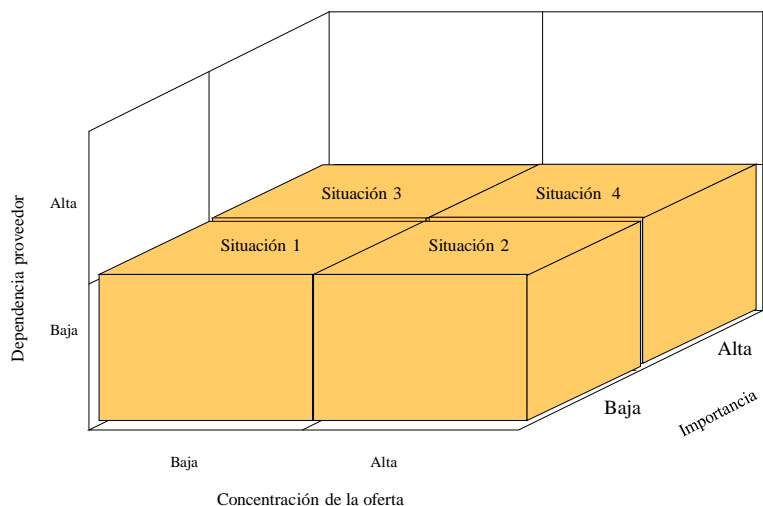 Situación 3
Situación 4
Alta
Situación 1
Situación 2
Dependencia proveedor
Baja
Alta
Baja
Importancia
Baja
Alta
Concentración de la oferta